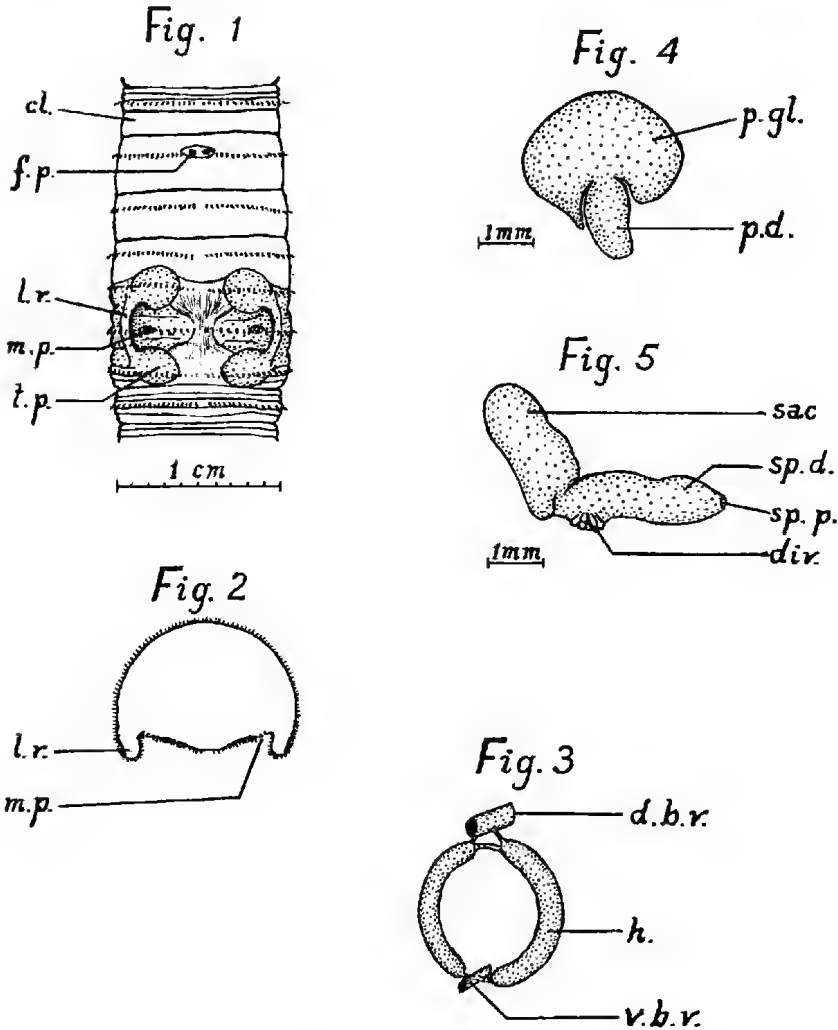 Fig. 1
cl.
f.p.
l.r.
m.p.
t.p.
1 cm
Fig. 2
l.r.
m.p.
Fig. 4
p.gl.
p.d.
1mm
Fig. 5
sac
sp.d.
sp.p.
div.
1mm
Fig. 3
d.b.v.
h.
v.b.v.